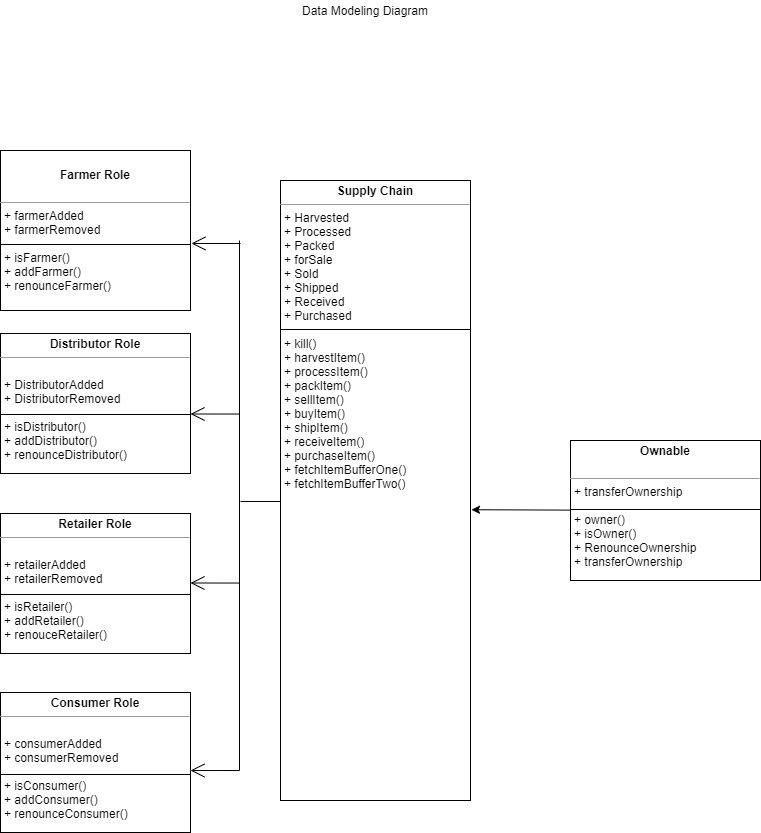 Data Modeling Diagram
Farmer Role
+ farmerAdded
+ farmerRemoved
+ isFarmer()
+ addFarmer()
+ renounceFarmer()
Distributor Role
+ DistributorAdded
+ DistributorRemoved
+ isDistributor()
+ addDistributor()
+ renounceDistributor()
Retailer Role
+ retailerAdded
+ retailerRemoved
+ isRetailer()
+ addRetailer()
+ renouceRetailer()
Consumer Role
+ consumerAdded
+ consumerRemoved
+ isConsumer()
+ addConsumer()
+ renounceConsumer()
Supply Chain
+ Harvested
+ Processed
+ Packed
+ forSale
+ Sold
+ Shipped
+ Received
+ Purchased
+ kill()
+ harvestItem()
+ processItem()
+ packItem()
+ sellItem()
+ buyItem()
+ shipItem()
+ receiveItem()
+ purchaseItem()
+ fetchItemBufferOne()
+ fetchItemBufferTwo()
Ownable
+ transferOwnership
+ owner()
+ isOwner()
+ RenounceOwnership
+ transferOwnership